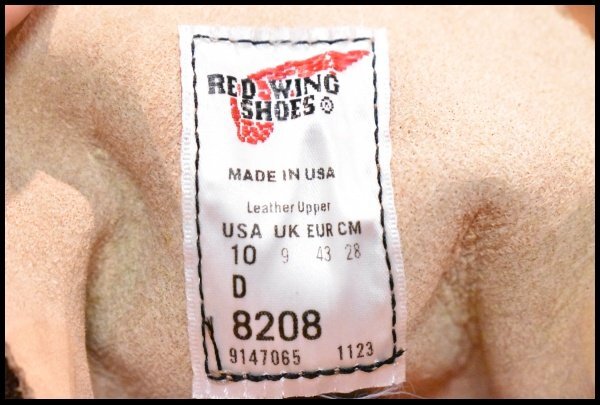 RED WING
SHOES ®
MADE IN USA
Leather Upper
USA UK EUR CM
10 9 43 28
D
8208
9147065 1123